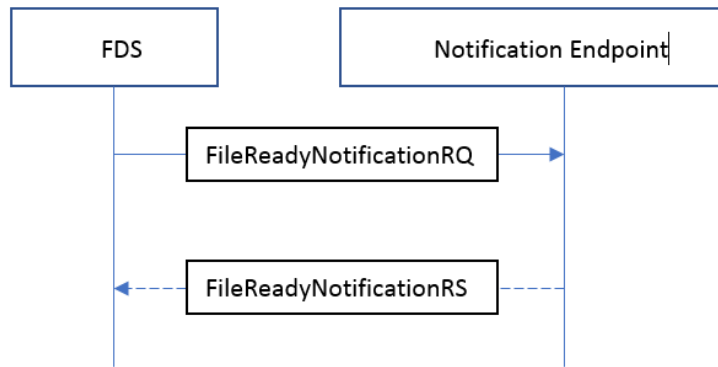 FDS
Notification Endpoint
FileReadyNotificationRQ
FileReadyNotificationRS